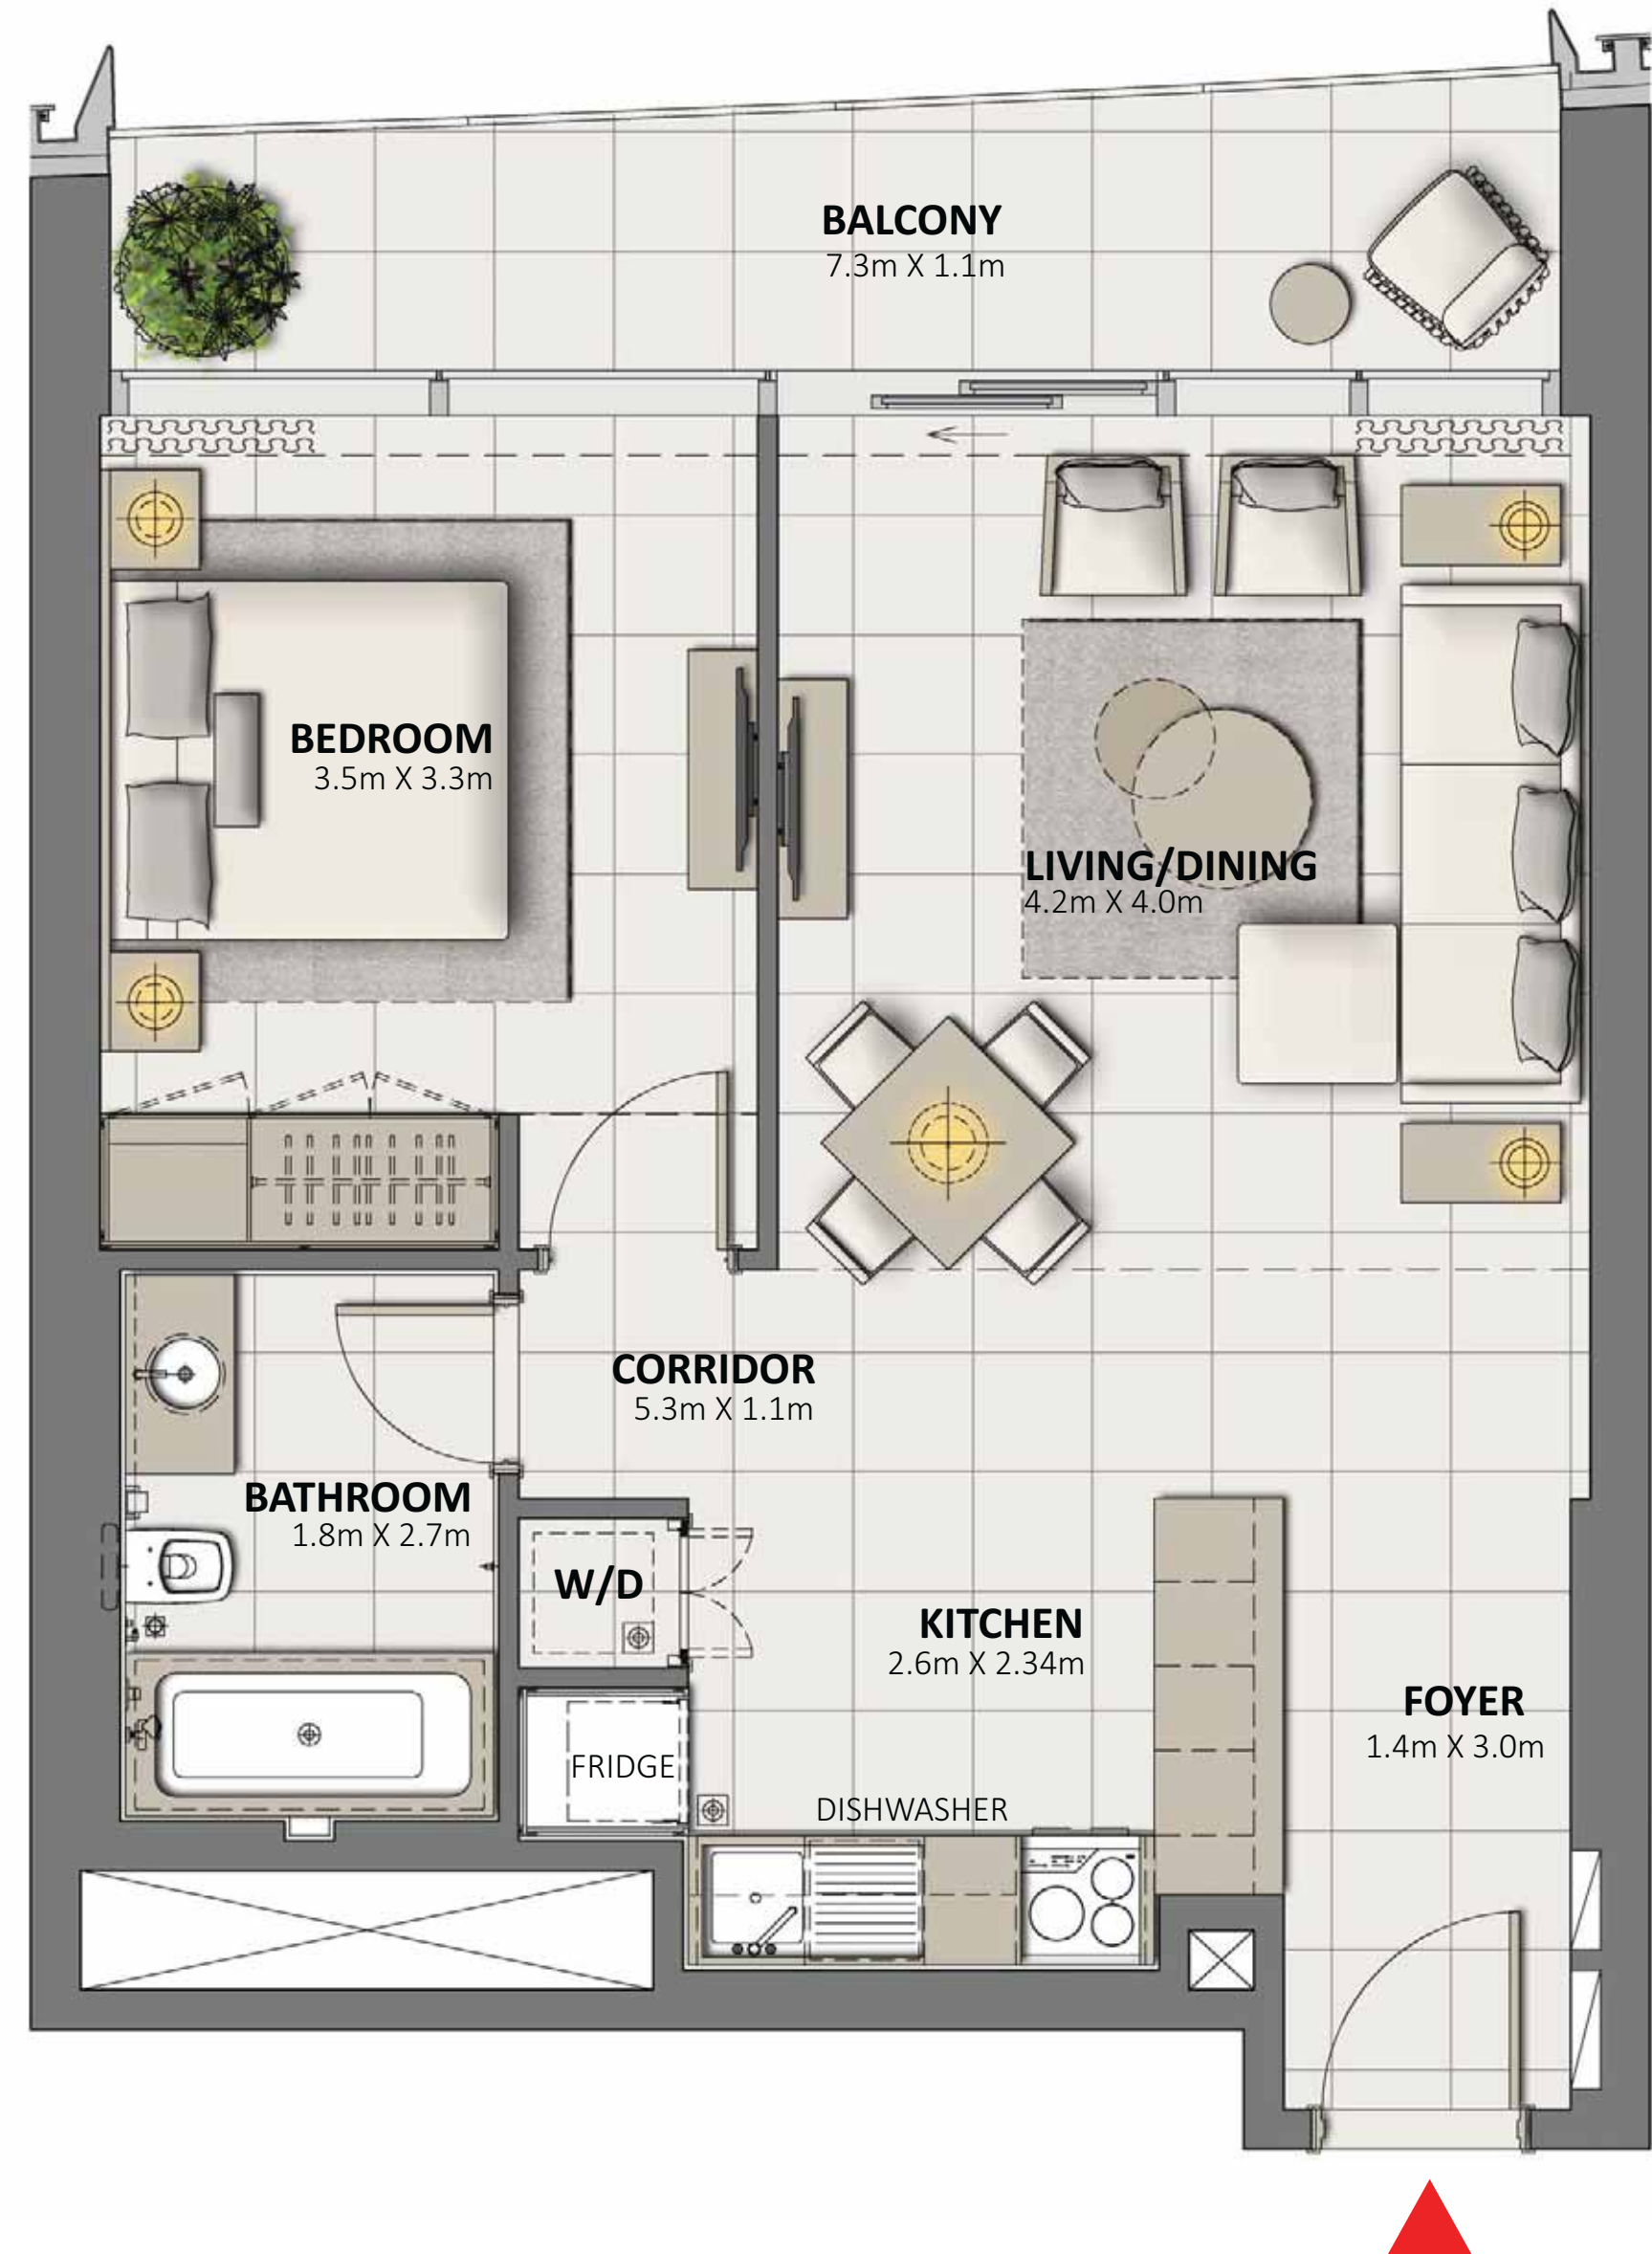 BALCONY
7.3m X 1.1m
BEDROOM
3.5m X 3.3m
LIVING/DINING
4.2m X 4.0m
CORRIDOR
5.3m X 1.1m
BATHROOM
1.8m X 2.7m
W/D
KITCHEN
2.6m X 2.34m
FOYER
1.4m X 3.0m
FRIDGE
DISHWASHER